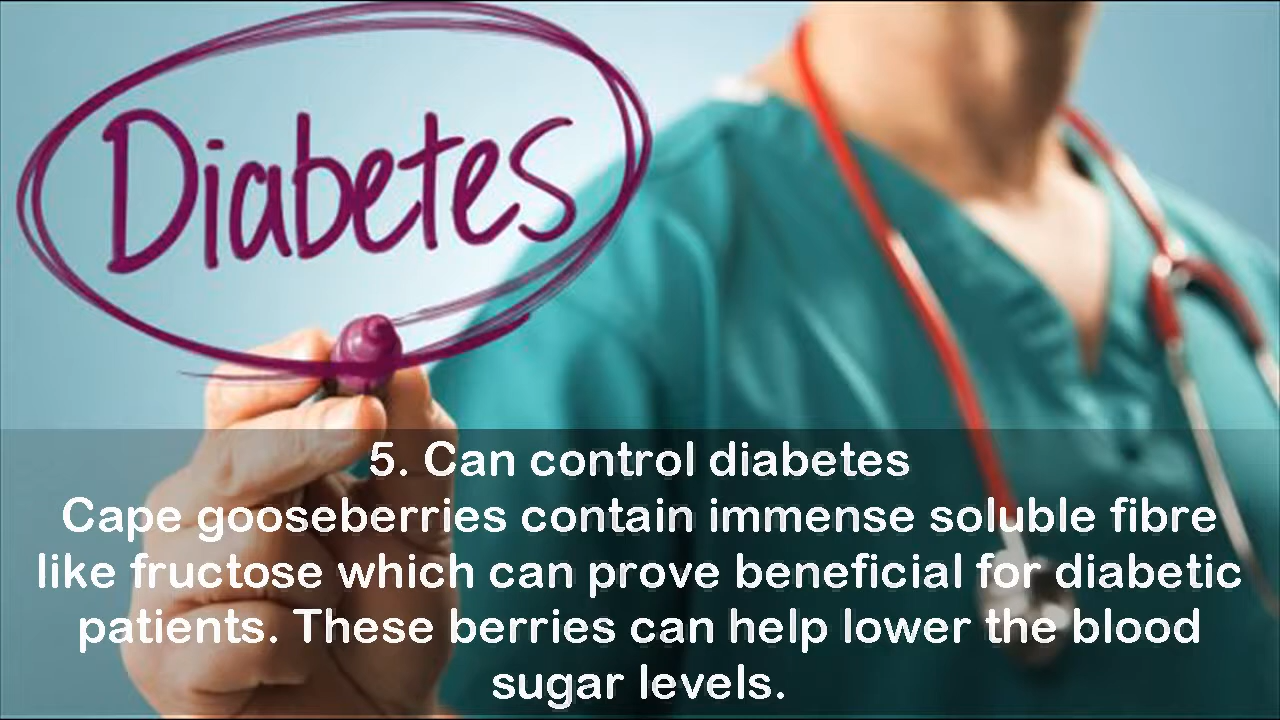 Diabetes
5. Can control diabetes
Cape gooseberries contain immense soluble fibre
like fructose which can prove beneficial for diabetic
patients. These berries can help lower the blood
sugar levels.